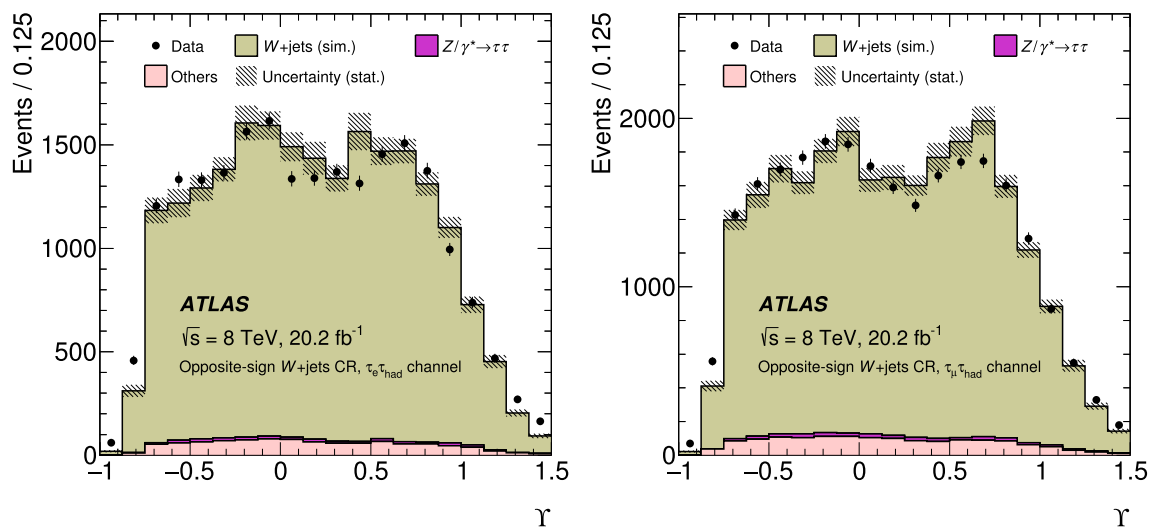 Events / 0.125
2000
1500
1000
500
0
Data
W+jets (sim.)
Z/γ*→ττ
Others
Uncertainty (stat.)
ATLAS
√s = 8 TeV, 20.2 fb⁻¹
Opposite-sign W+jets CR, τₑτ_had channel
−1 −0.5 0 0.5 1 1.5
ϒ
Events / 0.125
2000
1000
0
Data
W+jets (sim.)
Z/γ*→ττ
Others
Uncertainty (stat.)
ATLAS
√s = 8 TeV, 20.2 fb⁻¹
Opposite-sign W+jets CR, τ_μτ_had channel
−1 −0.5 0 0.5 1 1.5
ϒ